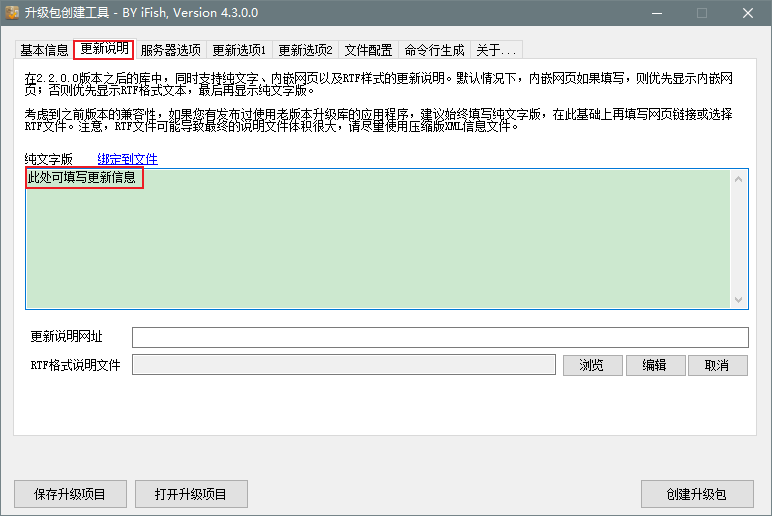 升级包创建工具 - BY iFish, Version 4.3.0.0
基本信息 更新说明 服务器选项 更新选项1 更新选项2 文件配置 命令行生成 关于...
在2.2.0.0版本之后的库中，同时支持纯文字、内嵌网页以及RTF样式的更新说明。默认情况下，内嵌网页如果填写，则优先显示内嵌网
页；否则优先显示RTF格式文本，最后再显示纯文字版。
考虑到之前版本的兼容性，如果您有发布过使用老版本升级库的应用程序，建议始终填写纯文字版，在此基础上再填写网页链接或选择
RTF文件。注意，RTF文件可能导致最终的说明文件体积很大，请尽量使用压缩版XML信息文件。
纯文字版 绑定到文件
此处可填写更新信息
更新说明网址
RTF格式说明文件 浏览 编辑 取消
保存升级项目 打开升级项目 创建升级包